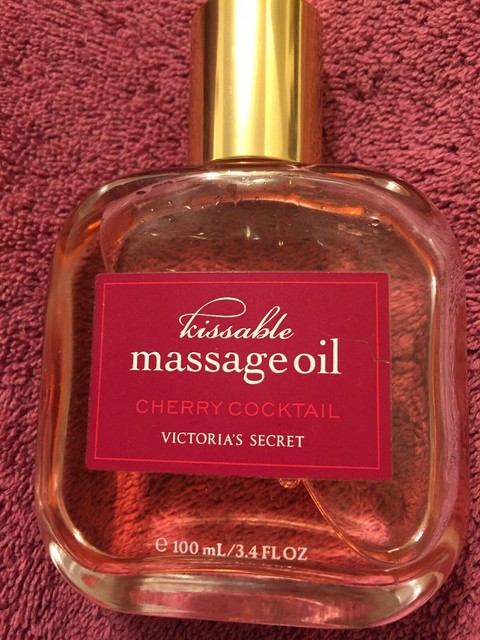 kissable
massage oil
CHERRY COCKTAIL
VICTORIA'S SECRET
℮ 100 mL/3.4 FL OZ